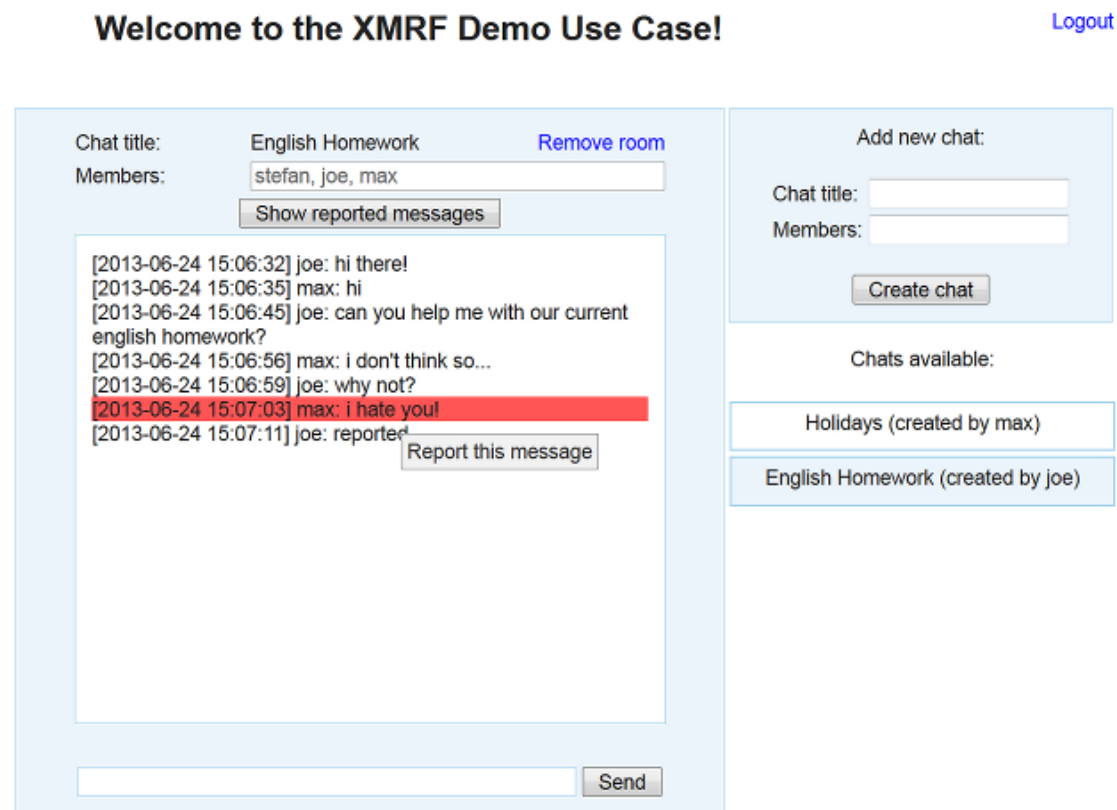 Welcome to the XMRF Demo Use Case!
Logout
Chat title: English Homework Remove room
Members: stefan, joe, max
Show reported messages
[2013-06-24 15:06:32] joe: hi there!
[2013-06-24 15:06:35] max: hi
[2013-06-24 15:06:45] joe: can you help me with our current
english homework?
[2013-06-24 15:06:56] max: i don't think so...
[2013-06-24 15:06:59] joe: why not?
[2013-06-24 15:07:03] max: i hate you!
[2013-06-24 15:07:11] joe: reported
Report this message
Send
Add new chat:
Chat title:
Members:
Create chat
Chats available:
Holidays (created by max)
English Homework (created by joe)